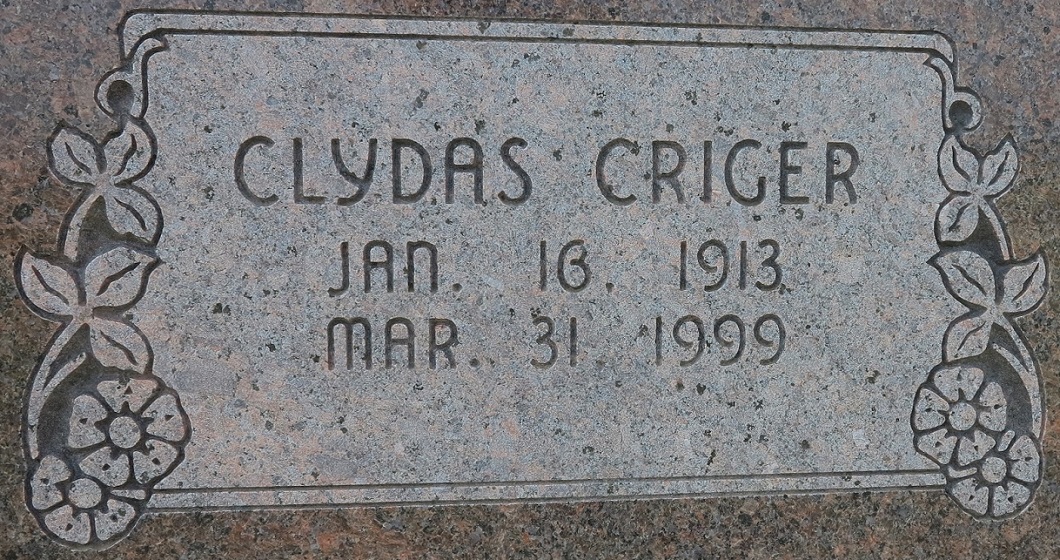 CLYDAS CRIGER
JAN. 16. 1913
MAR. 31 1999